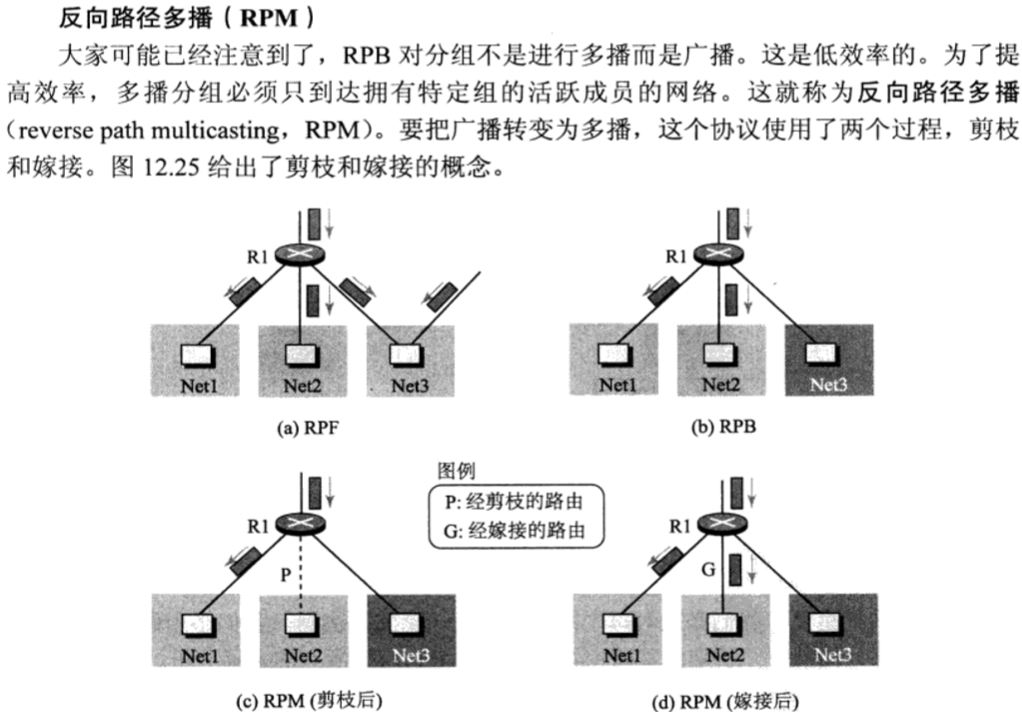 反向路径多播（RPM）
大家可能已经注意到了，RPB 对分组不是进行多播而是广播。这是低效率的。为了提
高效率，多播分组必须只到达拥有特定组的活跃成员的网络。这就称为反向路径多播
（reverse path multicasting，RPM）。要把广播转变为多播，这个协议使用了两个过程，剪枝
和嫁接。图 12.25 给出了剪枝和嫁接的概念。
R1
Net1
Net2
Net3
(a) RPF
R1
Net1
Net2
Net3
(b) RPB
图例
P: 经剪枝的路由
G: 经嫁接的路由
R1
P
Net1
Net2
Net3
(c) RPM (剪枝后)
R1
G
Net1
Net2
Net3
(d) RPM (嫁接后)